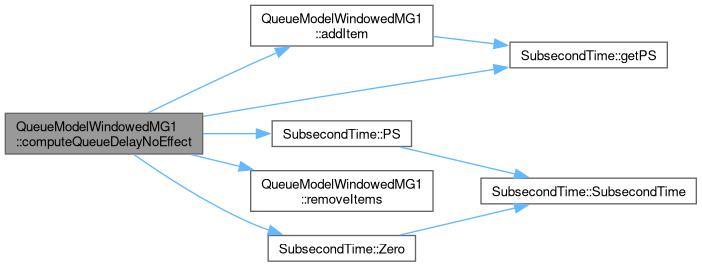 QueueModelWindowedMG1
::computeQueueDelayNoEffect
QueueModelWindowedMG1
::addItem
SubsecondTime::getPS
SubsecondTime::PS
QueueModelWindowedMG1
::removeItems
SubsecondTime::Zero
SubsecondTime::SubsecondTime